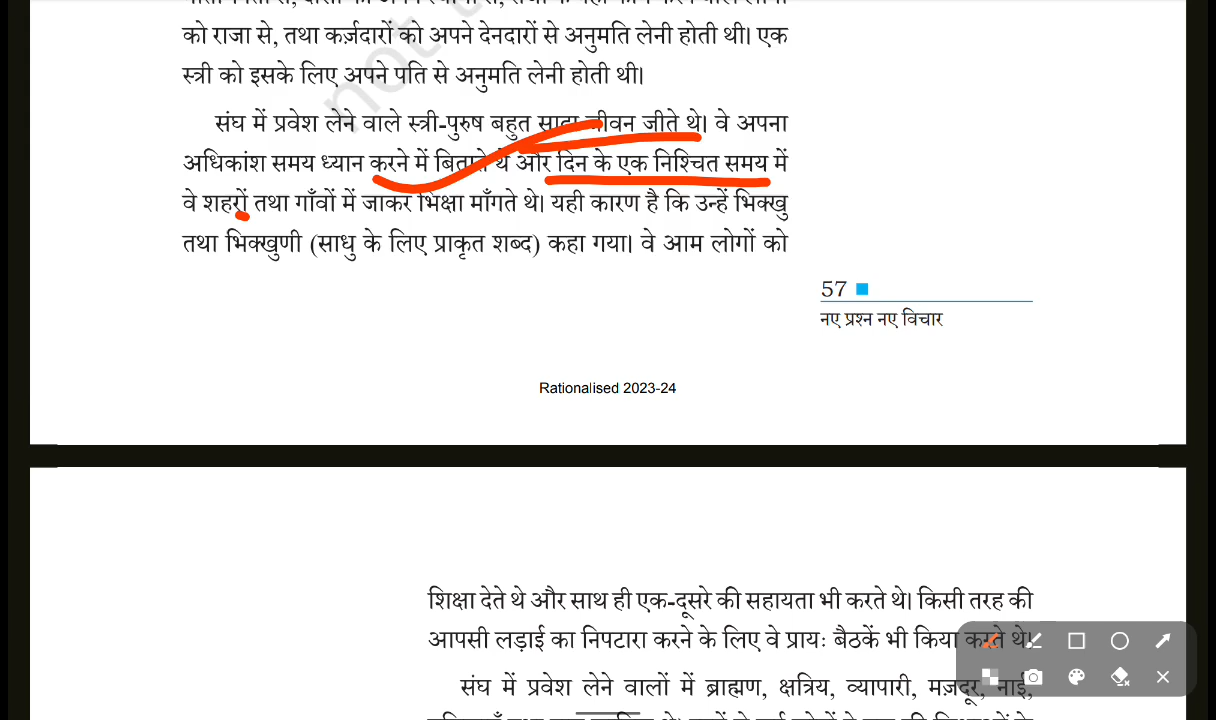 को राजा से, तथा कर्ज़दारों को अपने देनदारों से अनुमति लेनी होती थी। एक
स्त्री को इसके लिए अपने पति से अनुमति लेनी होती थी।
संघ में प्रवेश लेने वाले स्त्री-पुरुष बहुत सादा जीवन जीते थे। वे अपना
अधिकांश समय ध्यान करने में बिताते थे और दिन के एक निश्चित समय में
वे शहरों तथा गाँवों में जाकर भिक्षा माँगते थे। यही कारण है कि उन्हें भिक्खु
तथा भिक्खुणी (साधु के लिए प्राकृत शब्द) कहा गया। वे आम लोगों को
57
नए प्रश्न नए विचार
Rationalised 2023-24
शिक्षा देते थे और साथ ही एक-दूसरे की सहायता भी करते थे। किसी तरह की
आपसी लड़ाई का निपटारा करने के लिए वे प्रायः बैठकें भी किया करते थे।
संघ में प्रवेश लेने वालों में ब्राह्मण, क्षत्रिय, व्यापारी, मज़दूर, नाई,
not